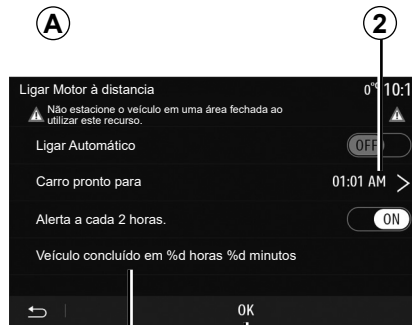 A 2
Ligar Motor à distancia 0° 10:1
Não estacione o veículo em uma área fechada ao
utilizar este recurso.
Ligar Automático OFF
Carro pronto para 01:01 AM >
Alerta a cada 2 horas. ON
Veículo concluído em %d horas %d minutos
OK